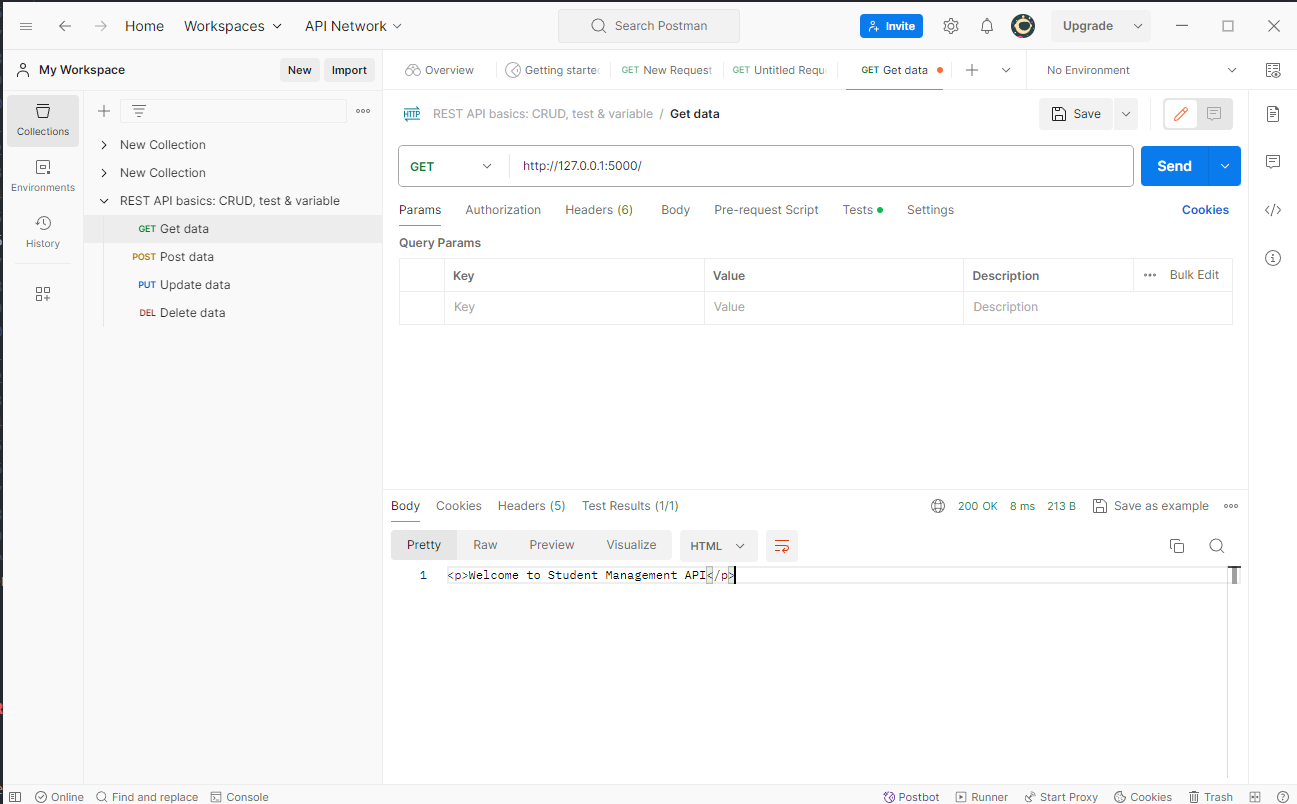 Home Workspaces API Network Search Postman Invite Upgrade
My Workspace New Import Overview Getting starte GET New Request GET Untitled Requ GET Get data No Environment
Collections
Environments
History
New Collection
New Collection
REST API basics: CRUD, test & variable
GET Get data
POST Post data
PUT Update data
DEL Delete data
HTTP REST API basics: CRUD, test & variable / Get data Save
GET http://127.0.0.1:5000/ Send
Params Authorization Headers (6) Body Pre-request Script Tests Settings Cookies
Query Params
Key Value Description ••• Bulk Edit
Key Value Description
Body Cookies Headers (5) Test Results (1/1) 200 OK 8 ms 213 B Save as example
Pretty Raw Preview Visualize HTML
1 <p>Welcome to Student Management API</p>
Online Find and replace Console Postbot Runner Start Proxy Cookies Trash